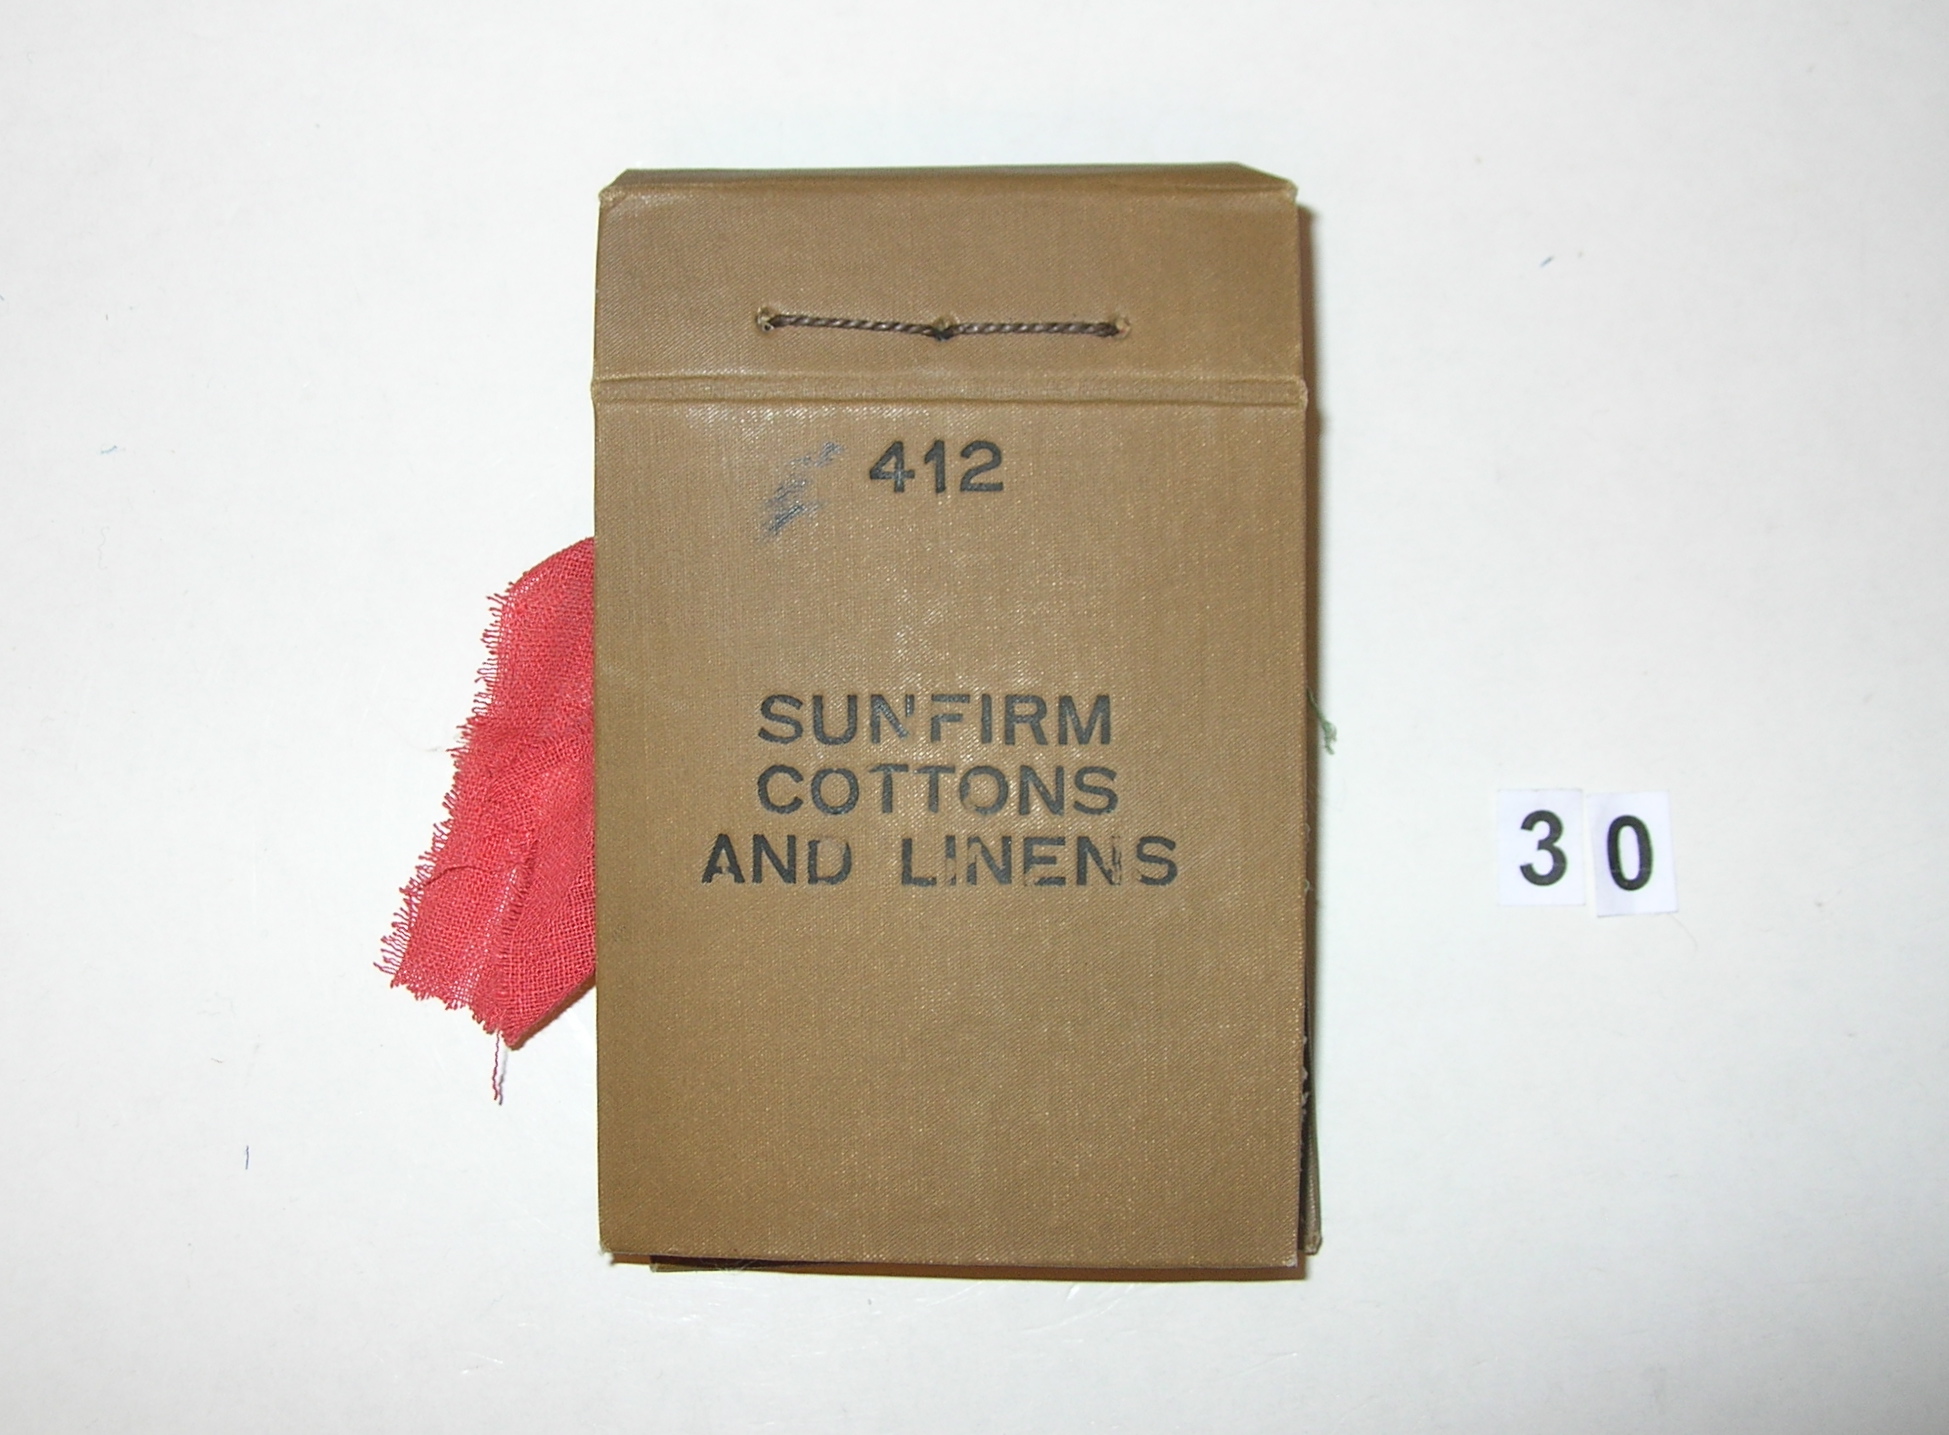 412
SUNFIRM
COTTONS
AND LINENS
30